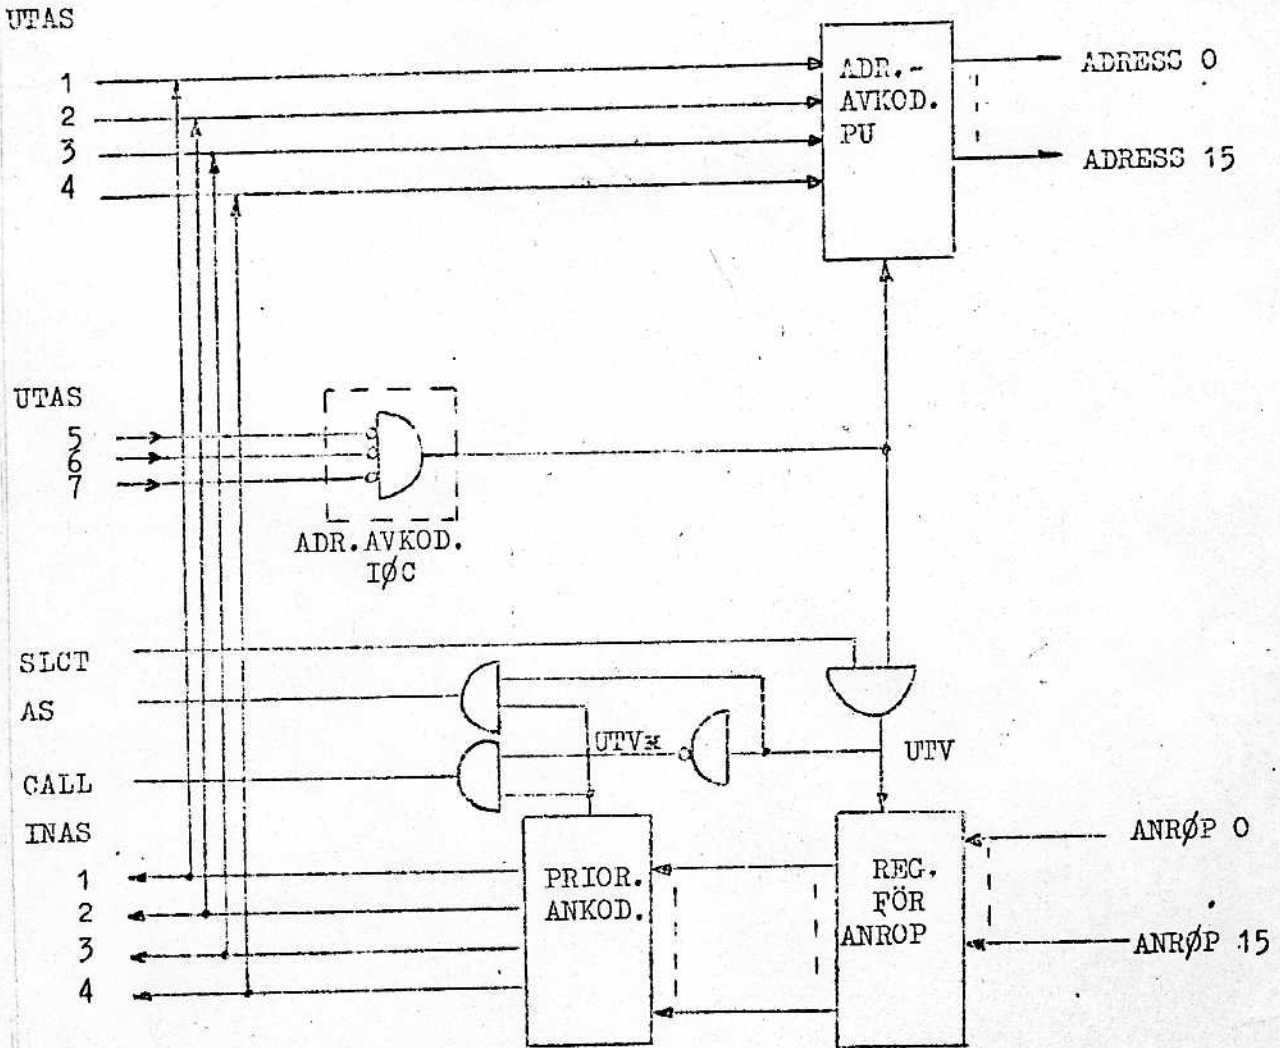 UTAS
1
2
3
4
ADR.-
AVKOD.
PU
ADRESS 0
ADRESS 15
UTAS
5
6
7
ADR.AVKOD.
IØC
SLCT
AS
CALL
INAS
1
2
3
4
UTV*
UTV
PRIOR.
ANKOD.
REG.
FÖR
ANROP
ANRØP 0
ANRØP 15